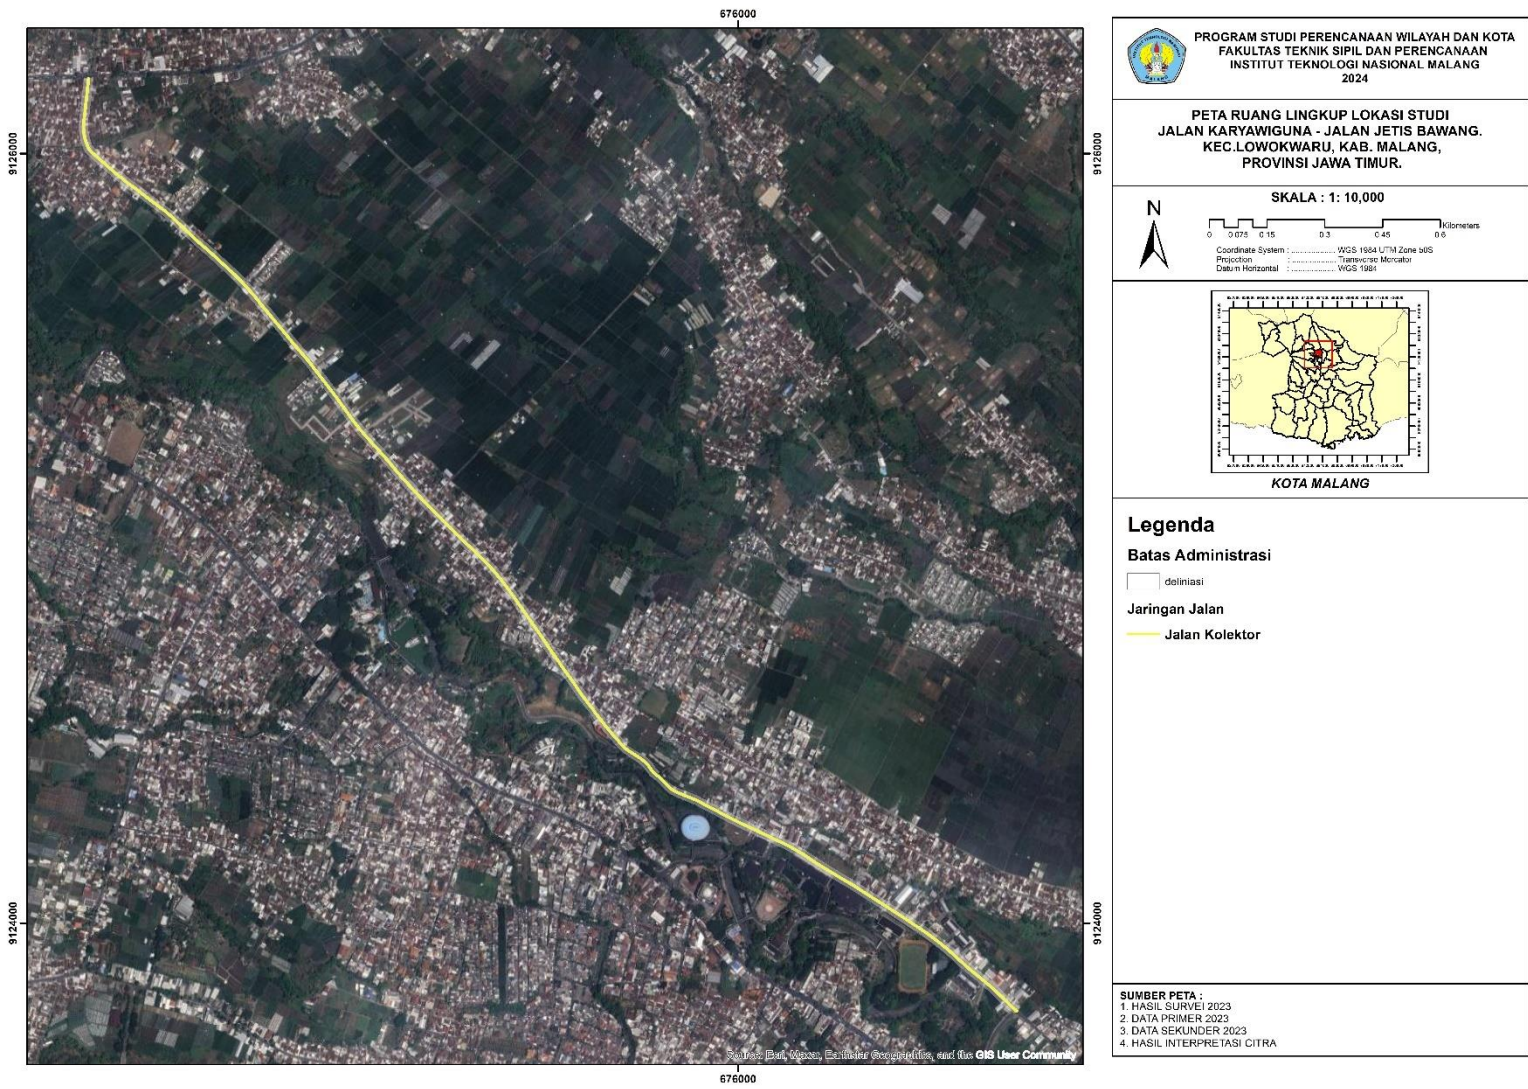 676000
9126000
9126000
9124000
9124000
676000
Source: Esri, Maxar, Earthstar Geographics, and the GIS User Community
PROGRAM STUDI PERENCANAAN WILAYAH DAN KOTA
FAKULTAS TEKNIK SIPIL DAN PERENCANAAN
INSTITUT TEKNOLOGI NASIONAL MALANG
2024
PETA RUANG LINGKUP LOKASI STUDI
JALAN KARYAWIGUNA - JALAN JETIS BAWANG.
KEC.LOWOKWARU, KAB. MALANG,
PROVINSI JAWA TIMUR.
SKALA : 1: 10,000
N
0 0.075 0.15 0.3 0.45 0.6 Kilometers
Coordinate System : .................. WGS 1984 UTM Zone 50S
Projection : .................. Transverse Mercator
Datum Horizontal : .................. WGS 1984
KOTA MALANG
Legenda
Batas Administrasi
deliniasi
Jaringan Jalan
Jalan Kolektor
SUMBER PETA :
1. HASIL SURVEI 2023
2. DATA PRIMER 2023
3. DATA SEKUNDER 2023
4. HASIL INTERPRETASI CITRA